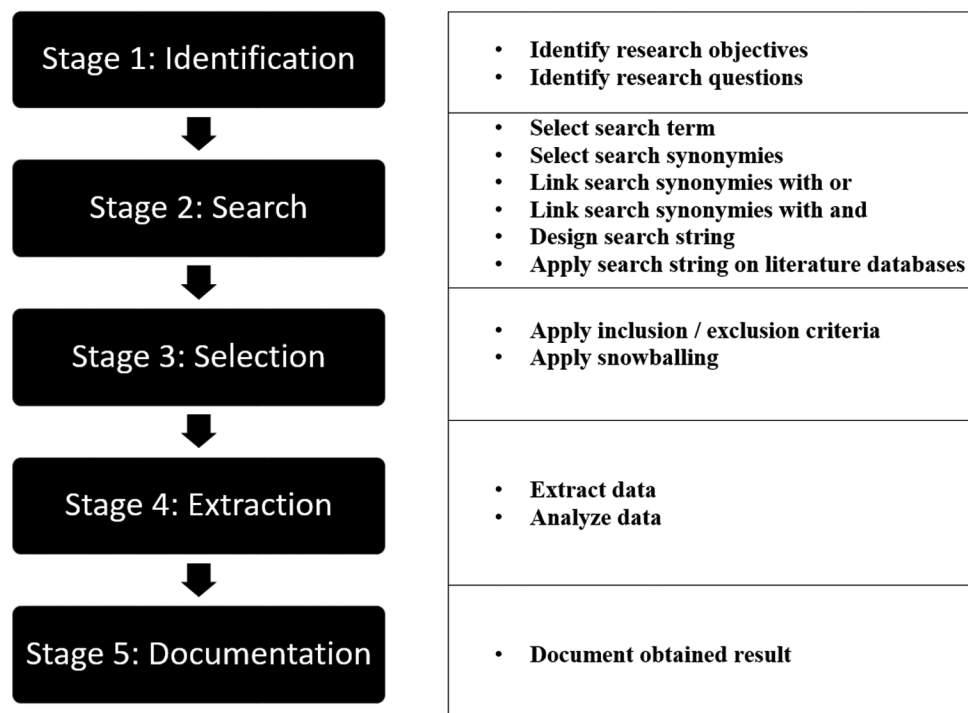 Stage 1: Identification
• Identify research objectives
• Identify research questions
Stage 2: Search
• Select search term
• Select search synonymies
• Link search synonymies with or
• Link search synonymies with and
• Design search string
• Apply search string on literature databases
Stage 3: Selection
• Apply inclusion / exclusion criteria
• Apply snowballing
Stage 4: Extraction
• Extract data
• Analyze data
Stage 5: Documentation
• Document obtained result